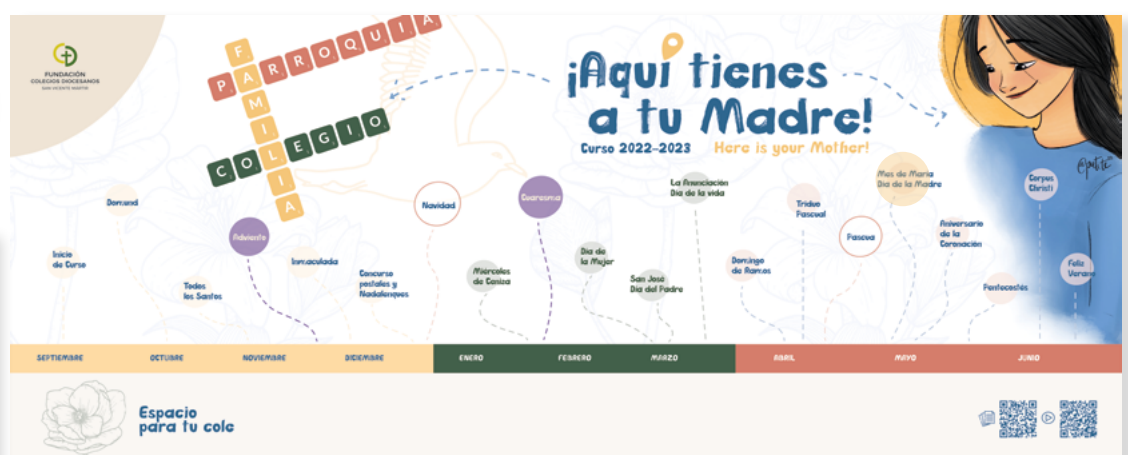 FUNDACIÓN
COLEGIOS DIOCESANOS
SAN VICENTE MÁRTIR
PARROQUIA
FAMILIA
COLEGIO
¡Aquí tienes
a tu Madre!
Curso 2022-2023 Here is your Mother!
Inicio
de Curso
Domund
Todos
los Santos
Adviento
Inmaculada
Concurso
postales y
Nadalenques
Navidad
Miércoles
de Ceniza
Cuaresma
Día de
la Mujer
San José
Día del Padre
La Anunciación
Día de la vida
Domingo
de Ramos
Triduo
Pascual
Pascua
Mes de María
Día de la Madre
Aniversario
de la
Coronación
Pentecostés
Corpus
Christi
Feliz
Verano
SEPTIEMBRE OCTUBRE NOVIEMBRE DICIEMBRE ENERO FEBRERO MARZO ABRIL MAYO JUNIO
Espacio
para tu cole